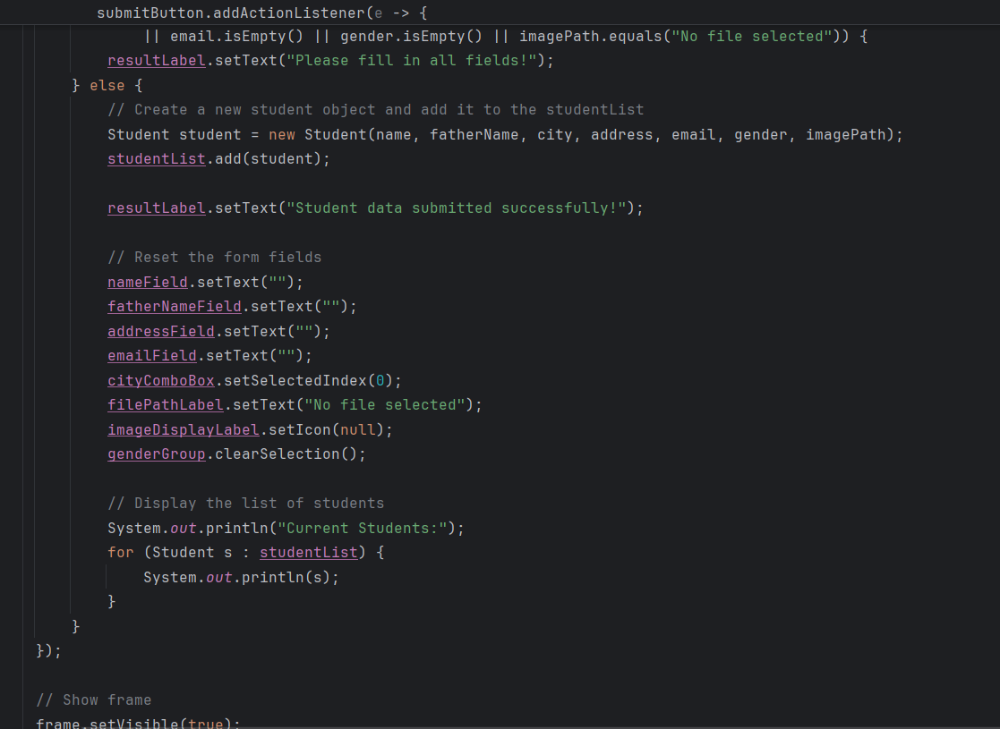 submitButton.addActionListener(e -> {
|| email.isEmpty() || gender.isEmpty() || imagePath.equals("No file selected")) {
resultLabel.setText("Please fill in all fields!");
} else {
// Create a new student object and add it to the studentList
Student student = new Student(name, fatherName, city, address, email, gender, imagePath);
studentList.add(student);
resultLabel.setText("Student data submitted successfully!");
// Reset the form fields
nameField.setText("");
fatherNameField.setText("");
addressField.setText("");
emailField.setText("");
cityComboBox.setSelectedIndex(0);
filePathLabel.setText("No file selected");
imageDisplayLabel.setIcon(null);
genderGroup.clearSelection();
// Display the list of students
System.out.println("Current Students:");
for (Student s : studentList) {
System.out.println(s);
}
}
});
// Show frame
frame.setVisible(true);